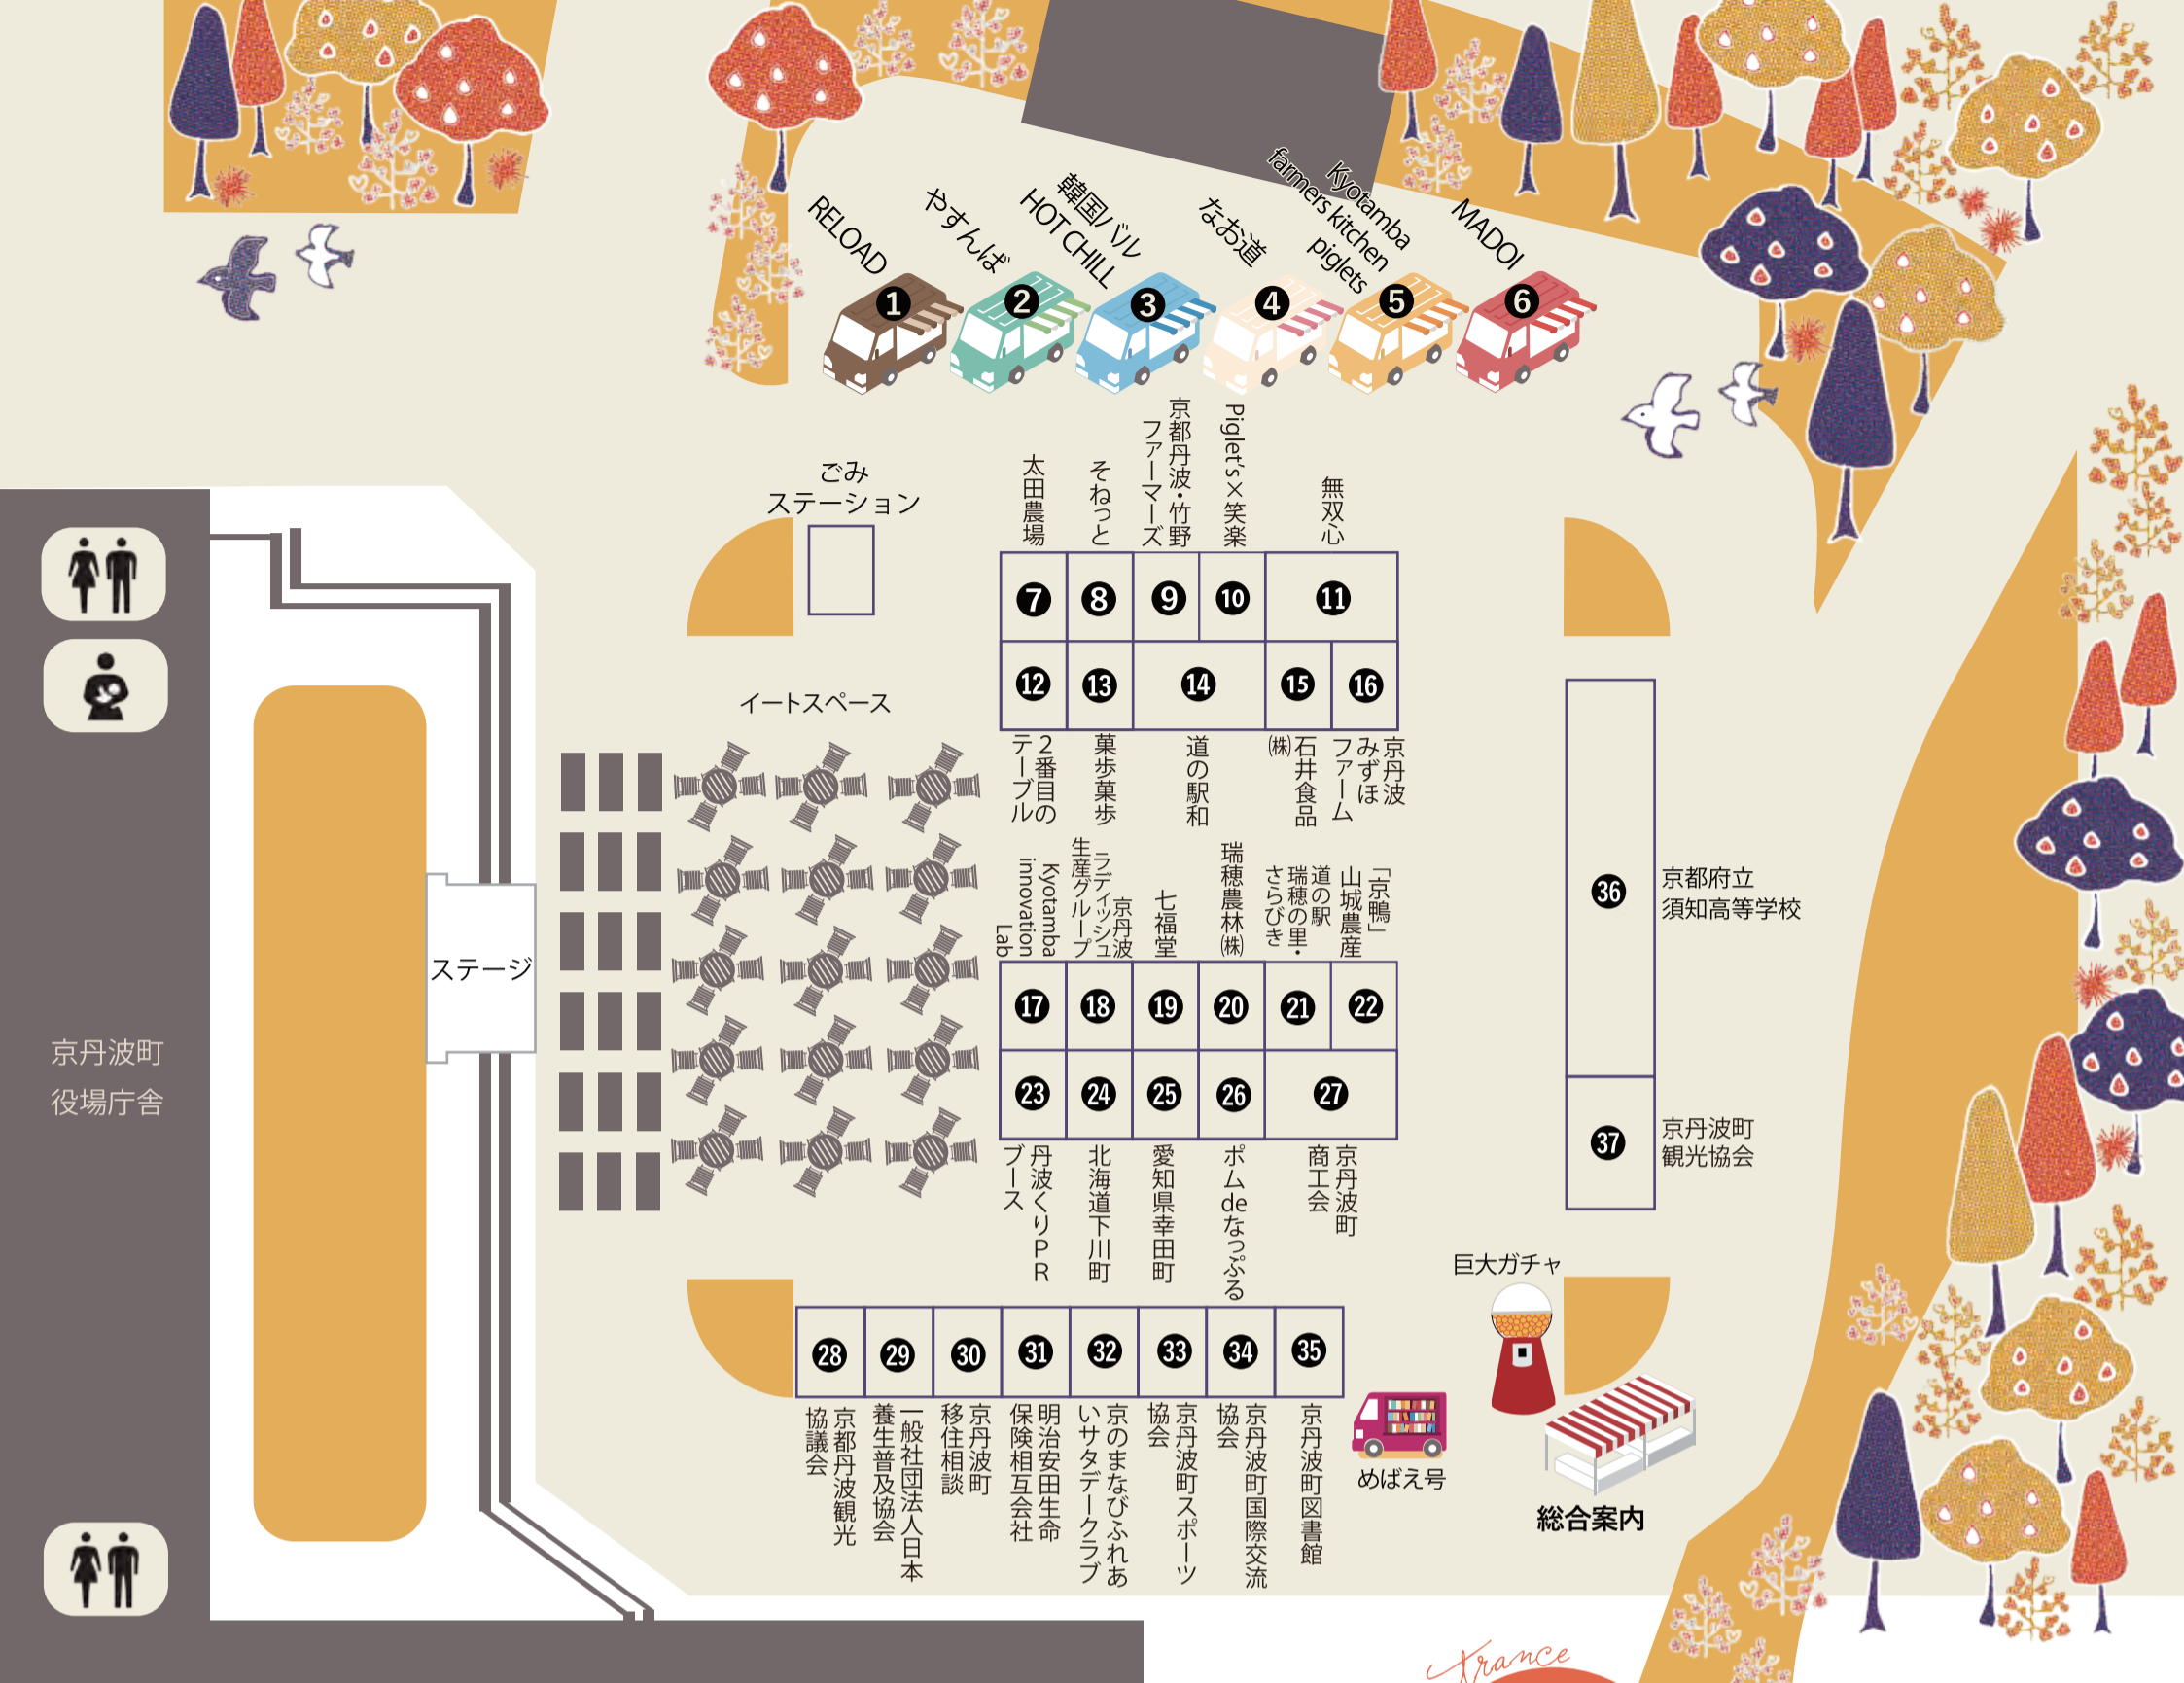 RELOAD
やすんば
韓国バル
HOT CHILL
なお道
Kyotamba
farmers kitchen
piglets
MADOI
1
2
3
4
5
6
ごみ
ステーション
太田農場
そねっと
京都丹波・竹野
ファーマーズ
Piglet's×笑楽
無双心
7
8
9
10
11
12
13
14
15
16
2番目の
テーブル
菓歩菓歩
道の駅和
石井食品
㈱
京丹波
みずほ
ファーム
イートスペース
ステージ
京丹波町
役場庁舎
Kyotamba
innovation
Lab
京丹波
ラディッシュ
生産グループ
七福堂
瑞穂農林㈱
道の駅
瑞穂の里・
さらびき
「京鴨」
山城農産
17
18
19
20
21
22
23
24
25
26
27
丹波くりPR
ブース
北海道下川町
愛知県幸田町
ポムdeなっぷる
京丹波町
商工会
36
京都府立
須知高等学校
37
京丹波町
観光協会
28
29
30
31
32
33
34
35
京都丹波観光
協議会
一般社団法人日本
養生普及協会
京丹波町
移住相談
明治安田生命
保険相互会社
京のまなびふれあ
いサタデークラブ
京丹波町スポーツ
協会
京丹波町国際交流
協会
京丹波町図書館
めばえ号
巨大ガチャ
総合案内
trance